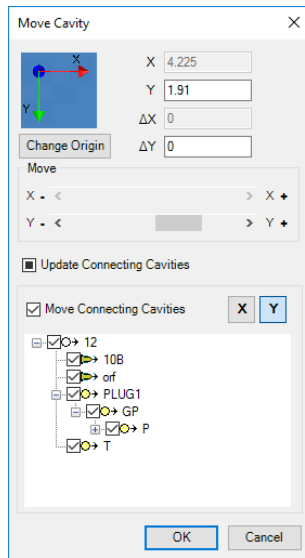 Move Cavity
X
Y
X 4.225
Y 1.91
ΔX 0
Change Origin ΔY 0
Move
X - < > X +
Y - < > Y +
Update Connecting Cavities
Move Connecting Cavities X Y
12
10B
orf
PLUG1
GP
P
T
OK Cancel